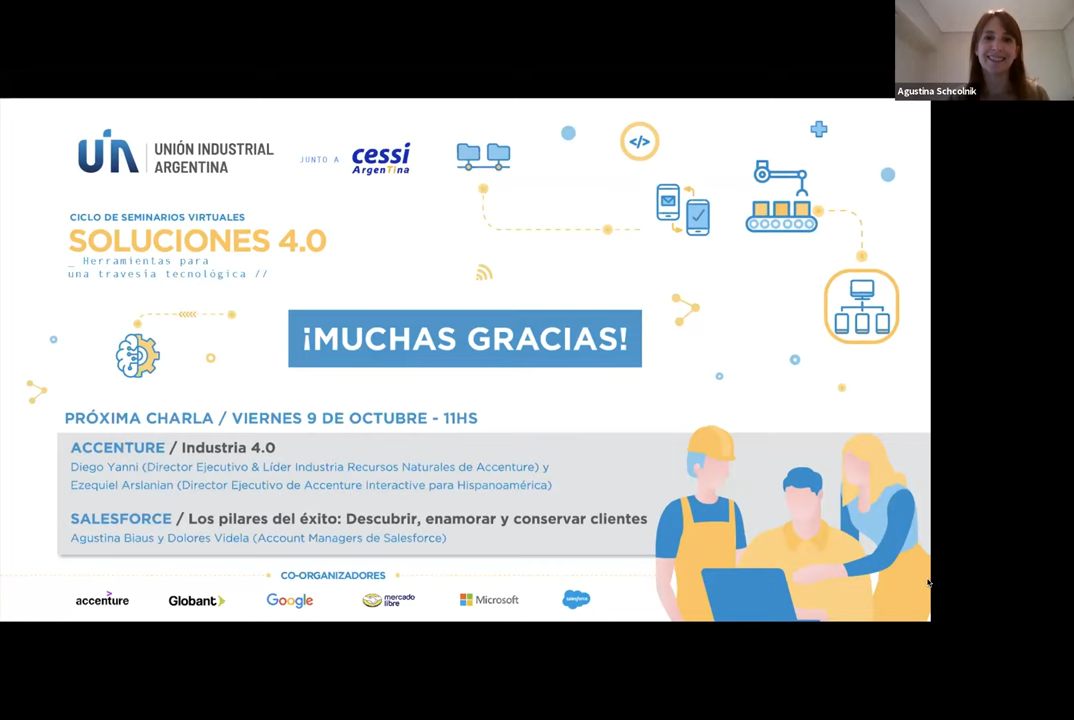 Agustina Schcolnik
UIA
UNIÓN INDUSTRIAL
ARGENTINA
JUNTO A
cessi
ArgenTIna
</>
CICLO DE SEMINARIOS VIRTUALES
SOLUCIONES 4.0
_ Herramientas para
una travesía tecnológica //
¡MUCHAS GRACIAS!
PRÓXIMA CHARLA / VIERNES 9 DE OCTUBRE - 11HS
ACCENTURE / Industria 4.0
Diego Yanni (Director Ejecutivo & Líder Industria Recursos Naturales de Accenture) y
Ezequiel Arslanian (Director Ejecutivo de Accenture Interactive para Hispanoamérica)
SALESFORCE / Los pilares del éxito: Descubrir, enamorar y conservar clientes
Agustina Biaus y Dolores Videla (Account Managers de Salesforce)
CO-ORGANIZADORES
accenture
Globant
Google
mercado
libre
Microsoft
salesforce